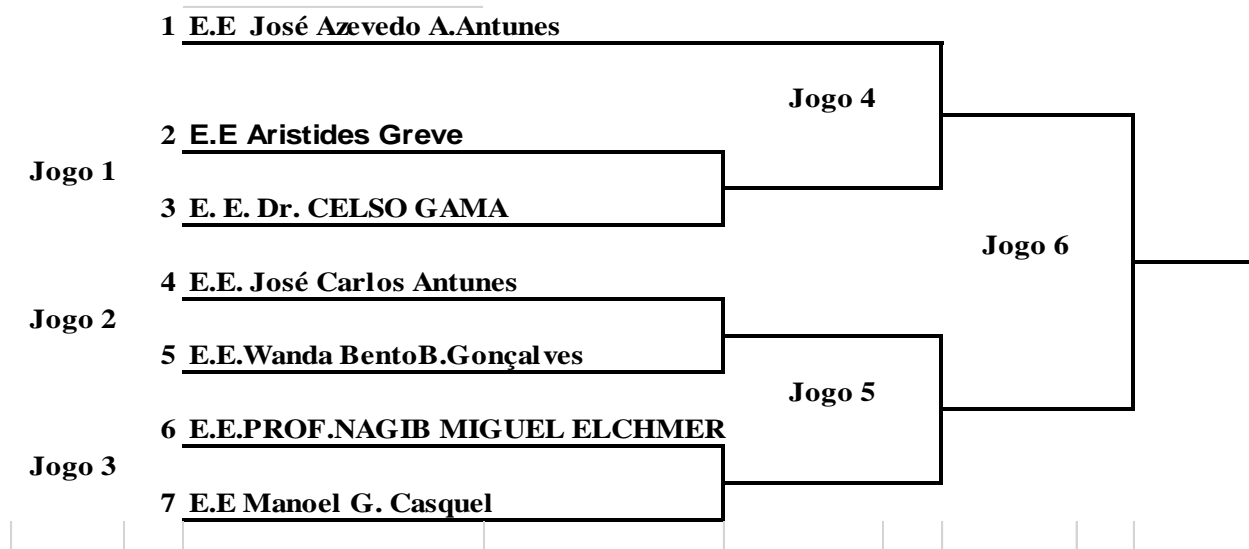 1 E.E José Azevedo A.Antunes
Jogo 4
2 E.E Aristides Greve
Jogo 1
3 E. E. Dr. CELSO GAMA
Jogo 6
4 E.E. José Carlos Antunes
Jogo 2
5 E.E.Wanda BentoB.Gonçalves
Jogo 5
6 E.E.PROF.NAGIB MIGUEL ELCHMER
Jogo 3
7 E.E Manoel G. Casquel